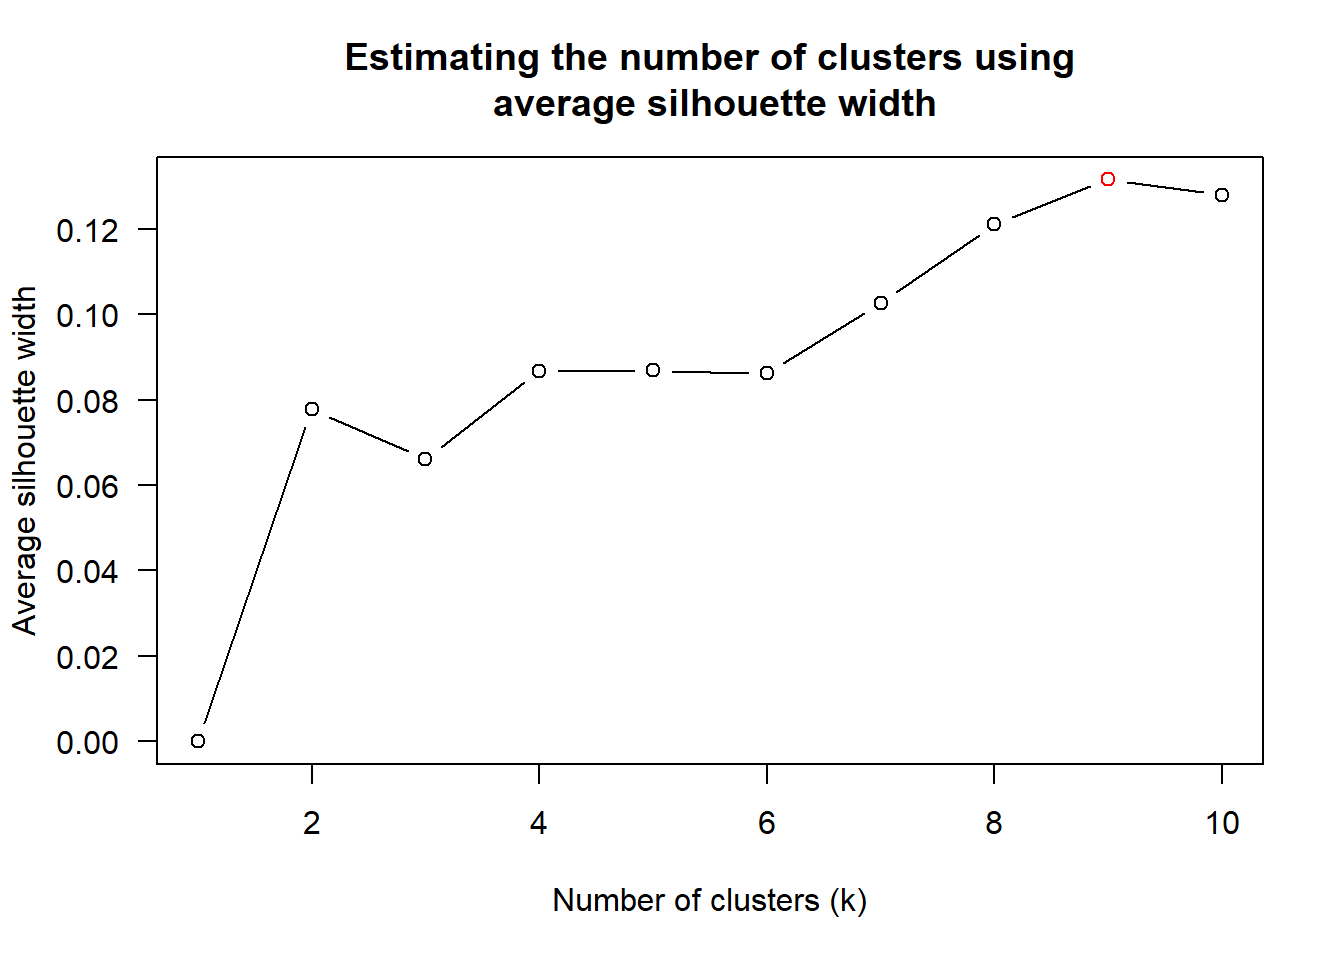 Estimating the number of clusters using
average silhouette width
Average silhouette width
0.12
0.10
0.08
0.06
0.04
0.02
0.00
2 4 6 8 10
Number of clusters (k)